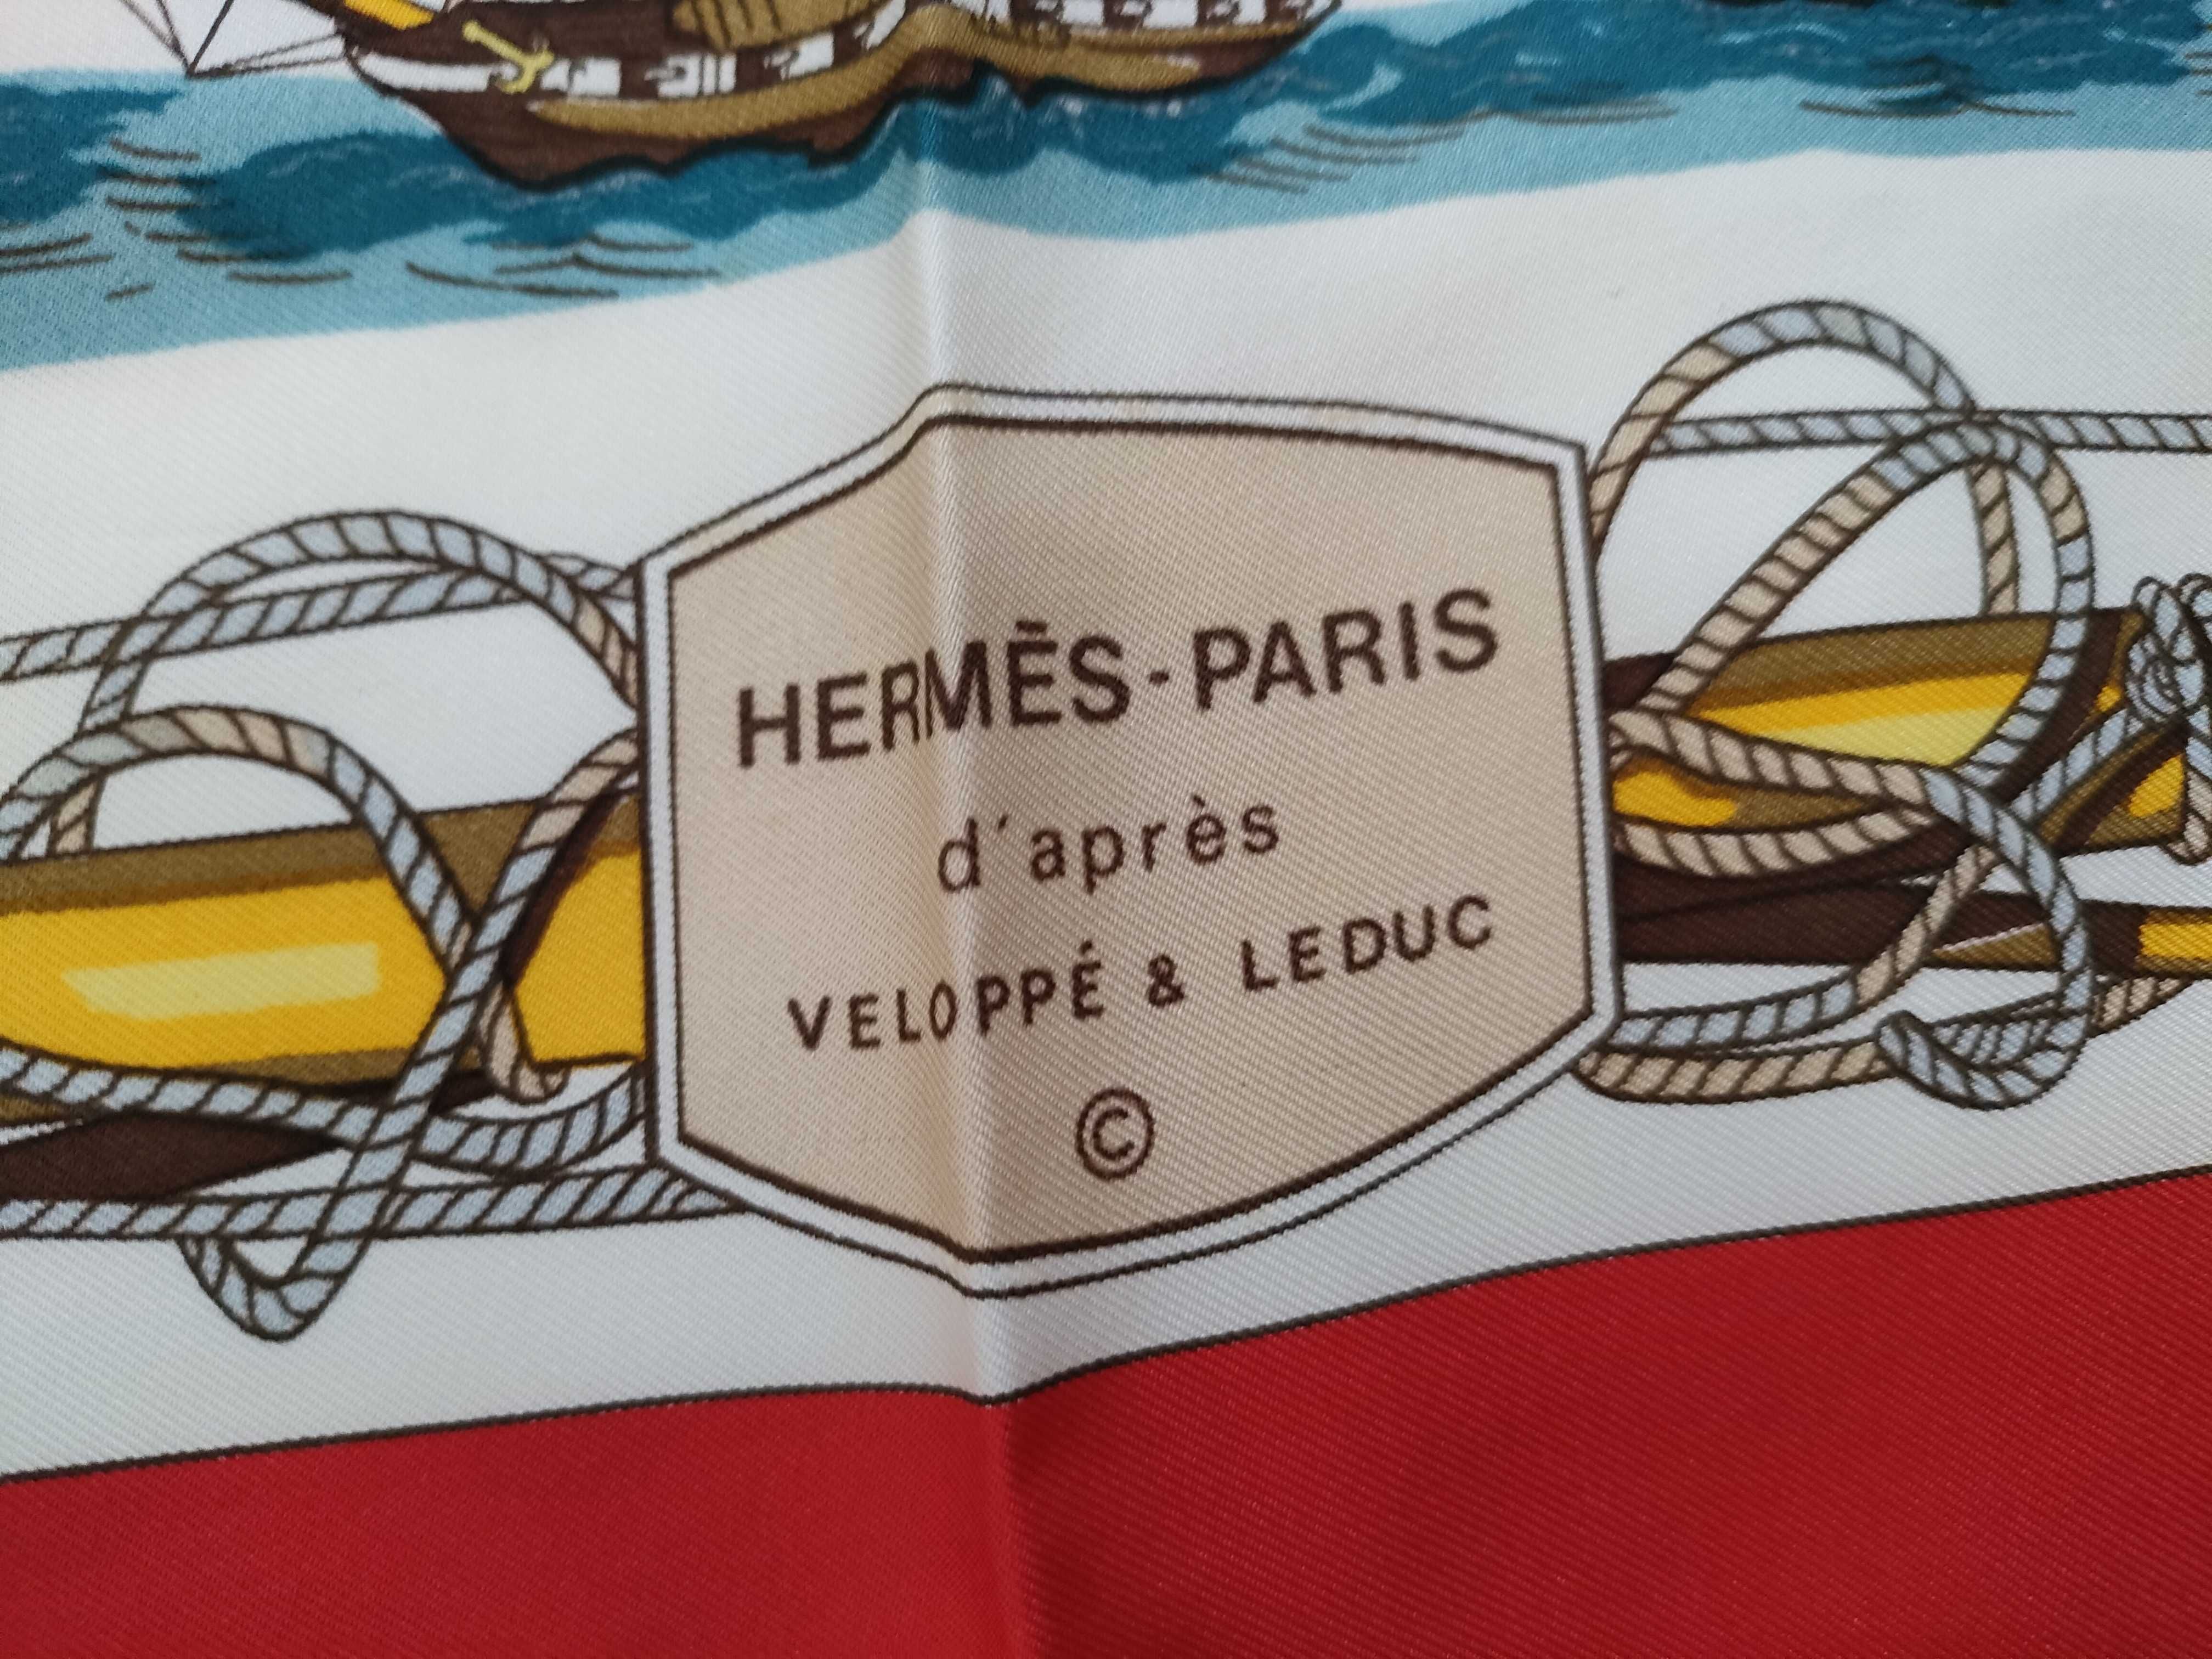 HERMÈS-PARIS
d'après
VELOPPÉ & LEDUC
©